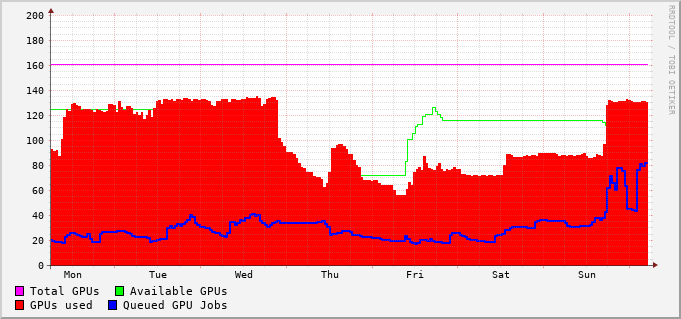 RRDTOOL / TOBI OETIKER
200
180
160
140
120
100
80
60
40
20
0
Mon Tue Wed Thu Fri Sat Sun
Total GPUs Available GPUs
GPUs used Queued GPU Jobs